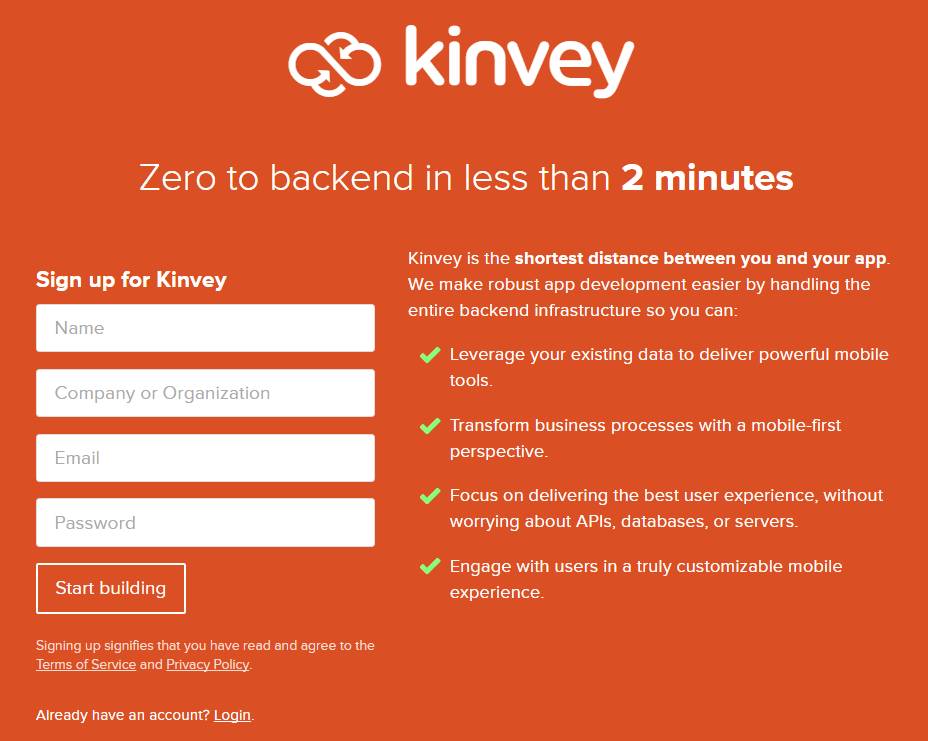 kinvey
Zero to backend in less than 2 minutes
Sign up for Kinvey
Name
Company or Organization
Email
Password
Start building
Signing up signifies that you have read and agree to the
Terms of Service and Privacy Policy.
Already have an account? Login.
Kinvey is the shortest distance between you and your app.
We make robust app development easier by handling the
entire backend infrastructure so you can:
Leverage your existing data to deliver powerful mobile
tools.
Transform business processes with a mobile-first
perspective.
Focus on delivering the best user experience, without
worrying about APIs, databases, or servers.
Engage with users in a truly customizable mobile
experience.